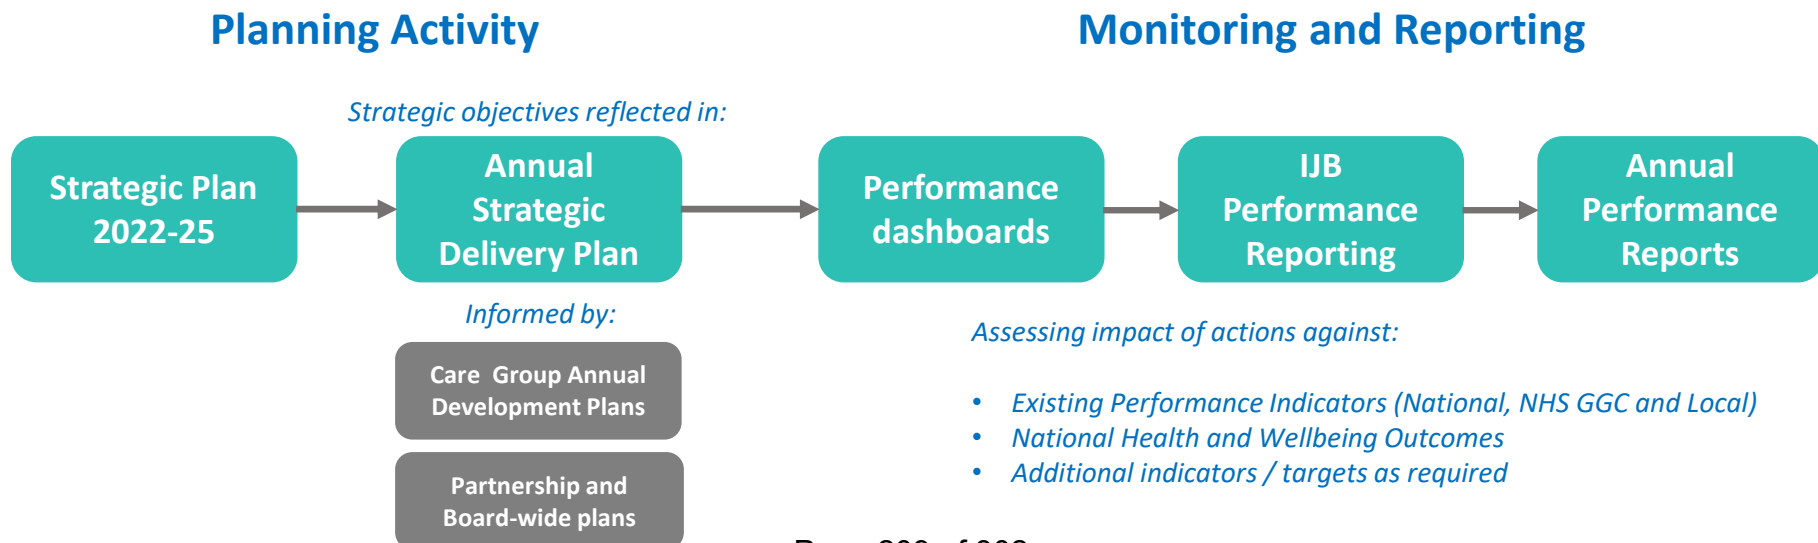 Planning Activity
Monitoring and Reporting
Strategic objectives reflected in:
Strategic Plan
2022-25
Annual
Strategic
Delivery Plan
Performance
dashboards
IJB
Performance
Reporting
Annual
Performance
Reports
Informed by:
Care Group Annual
Development Plans
Partnership and
Board-wide plans
Assessing impact of actions against:
• Existing Performance Indicators (National, NHS GGC and Local)
• National Health and Wellbeing Outcomes
• Additional indicators / targets as required